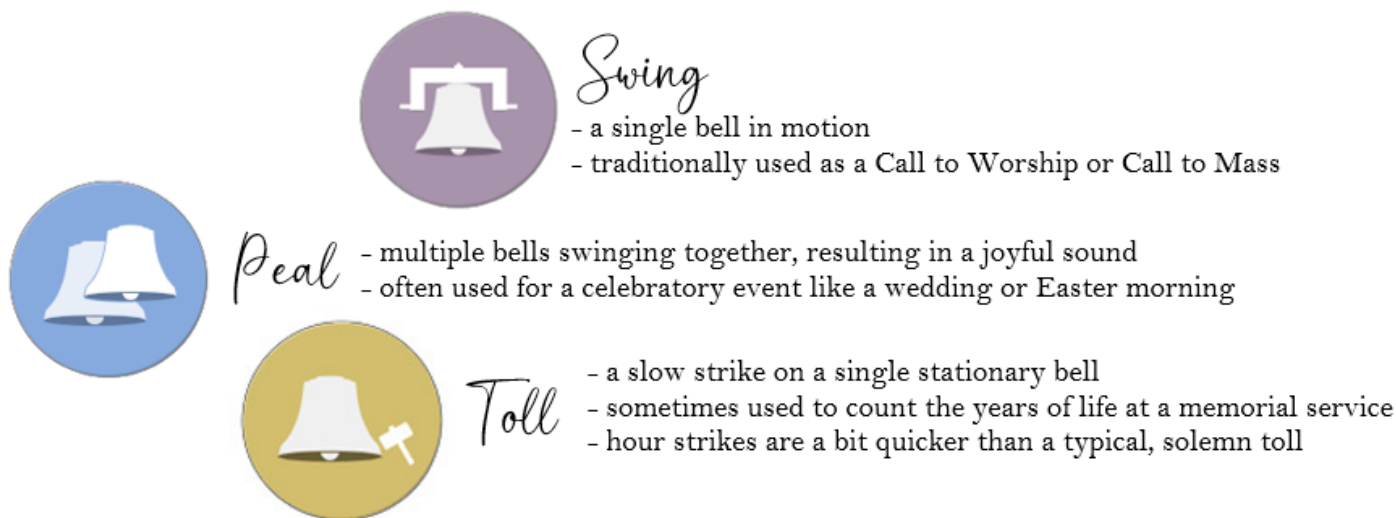 Swing
- a single bell in motion
- traditionally used as a Call to Worship or Call to Mass
Peal
- multiple bells swinging together, resulting in a joyful sound
- often used for a celebratory event like a wedding or Easter morning
Toll
- a slow strike on a single stationary bell
- sometimes used to count the years of life at a memorial service
- hour strikes are a bit quicker than a typical, solemn toll